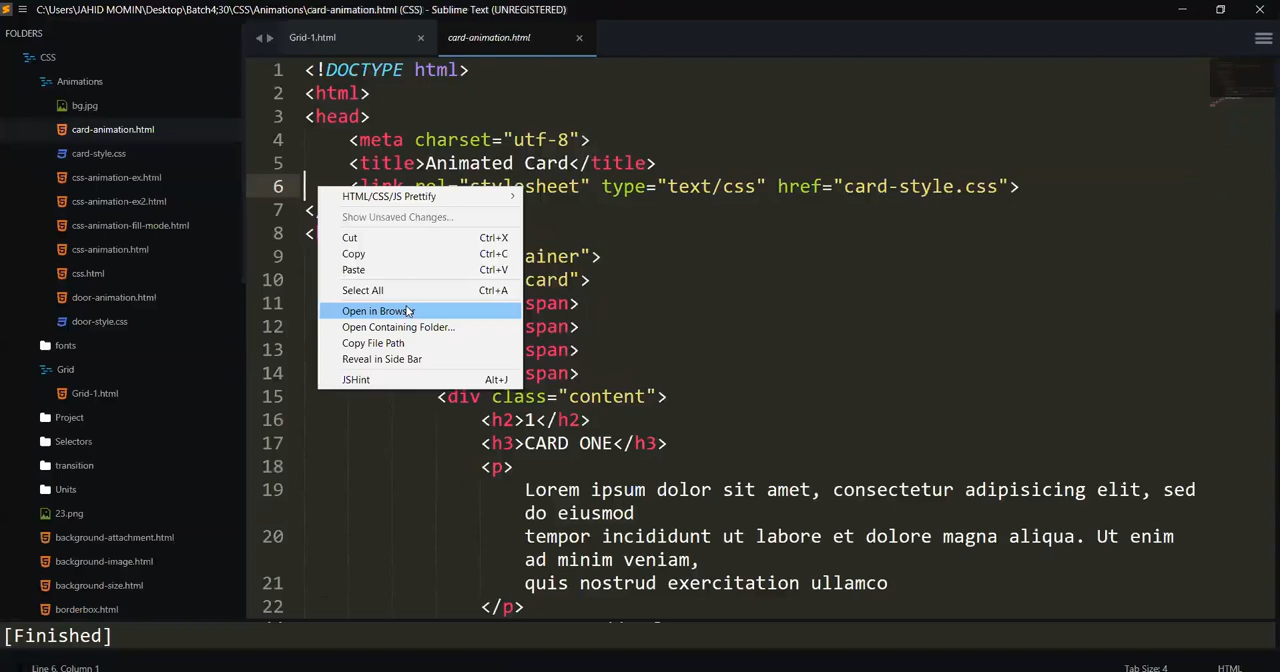 C:\Users\JAHID MOMIN\Desktop\Batch4;30\CSS\Animations\card-animation.html (CSS) - Sublime Text (UNREGISTERED)
FOLDERS
CSS
Animations
bg.jpg
card-animation.html
card-style.css
css-animation-ex.html
css-animation-ex2.html
css-animation-fill-mode.html
css-animation.html
css.html
door-animation.html
door-style.css
fonts
Grid
Grid-1.html
Project
Selectors
transition
Units
23.png
background-attachment.html
background-image.html
background-size.html
borderbox.html
Grid-1.html
card-animation.html
1 <!DOCTYPE html>
2 <html>
3 <head>
4 <meta charset="utf-8">
5 <title>Animated Card</title>
6 <link rel="stylesheet" type="text/css" href="card-style.css">
7 </
8 <
9 ainer">
10 card">
11 span>
12 span>
13 span>
14 span>
15 <div class="content">
16 <h2>1</h2>
17 <h3>CARD ONE</h3>
18 <p>
19 Lorem ipsum dolor sit amet, consectetur adipisicing elit, sed
do eiusmod
20 tempor incididunt ut labore et dolore magna aliqua. Ut enim
ad minim veniam,
21 quis nostrud exercitation ullamco
22 </p>
HTML/CSS/JS Prettify
Show Unsaved Changes...
Cut Ctrl+X
Copy Ctrl+C
Paste Ctrl+V
Select All Ctrl+A
Open in Browser
Open Containing Folder...
Copy File Path
Reveal in Side Bar
JSHint Alt+J
[Finished]
Line 6, Column 1
Tab Size: 4
HTML